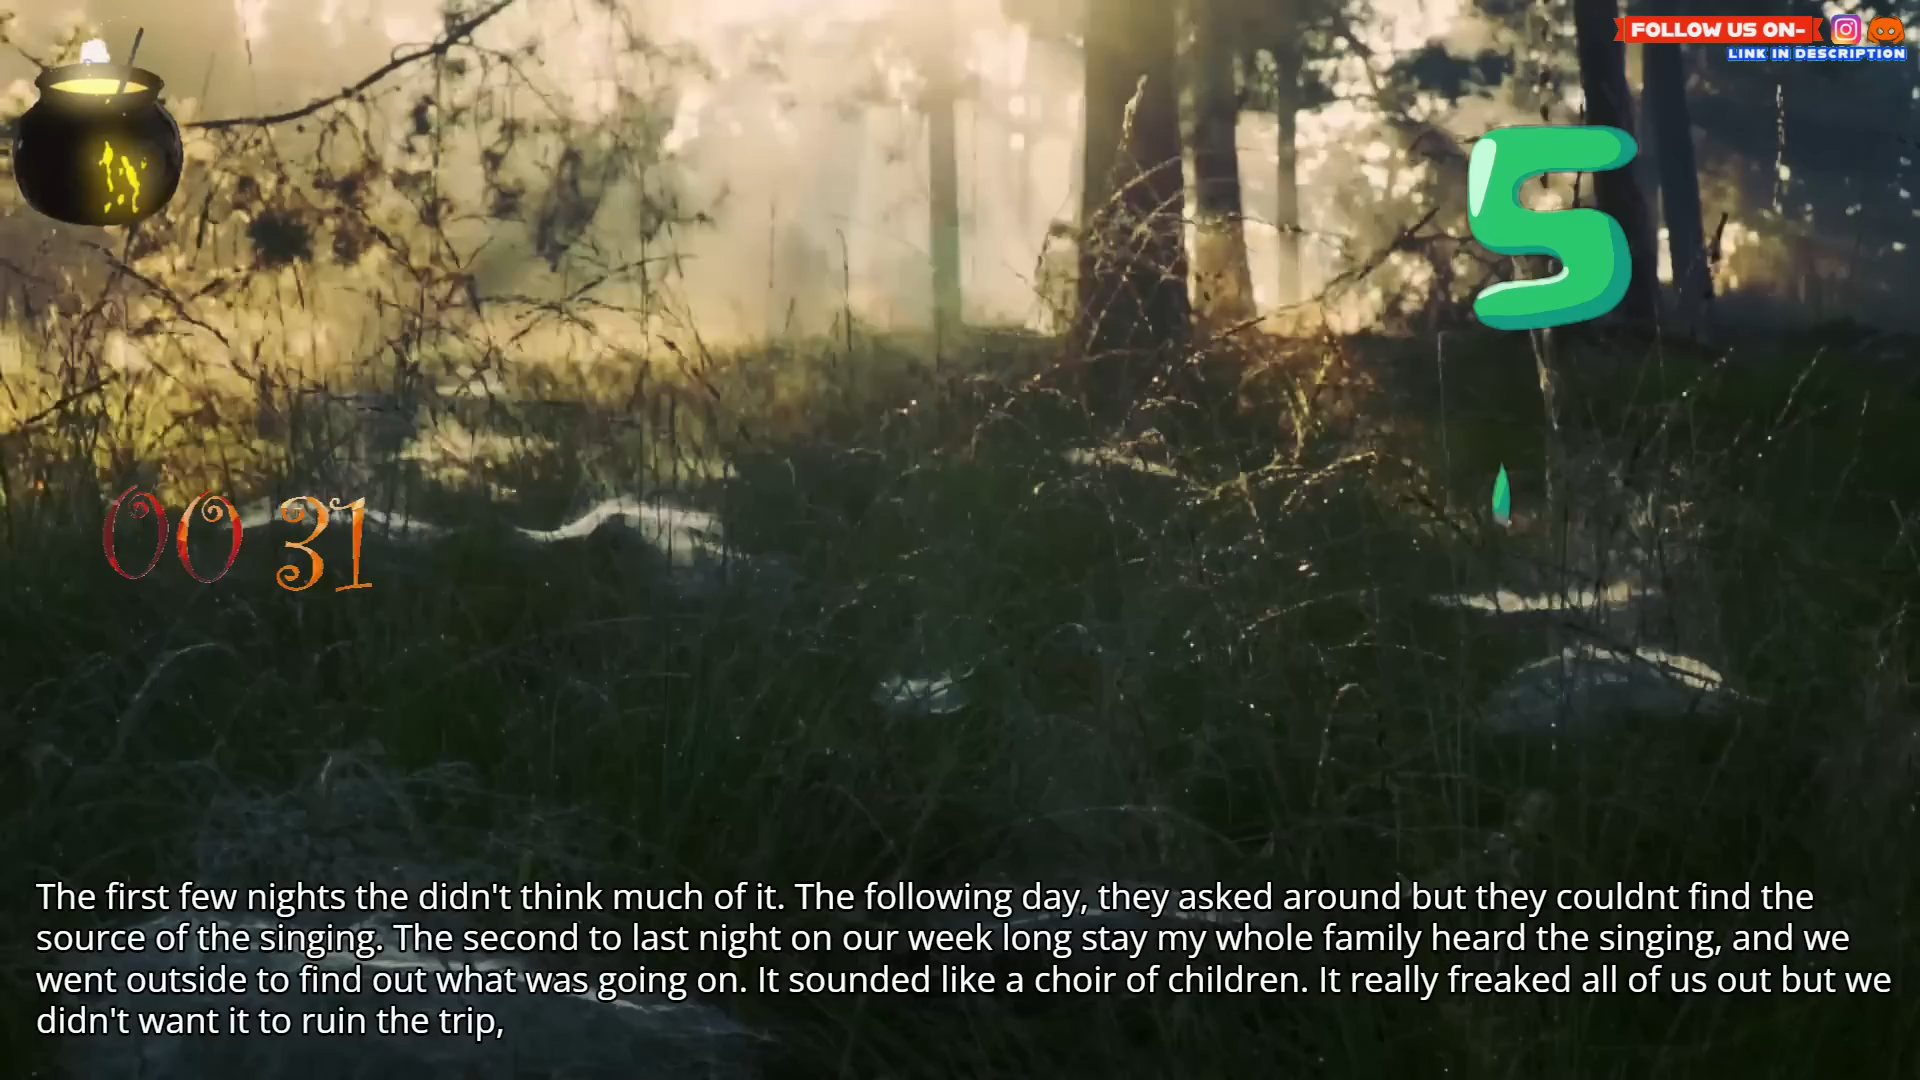 FOLLOW US ON-
LINK IN DESCRIPTION
5
00 31
The first few nights the didn't think much of it. The following day, they asked around but they couldnt find the
source of the singing. The second to last night on our week long stay my whole family heard the singing, and we
went outside to find out what was going on. It sounded like a choir of children. It really freaked all of us out but we
didn't want it to ruin the trip,